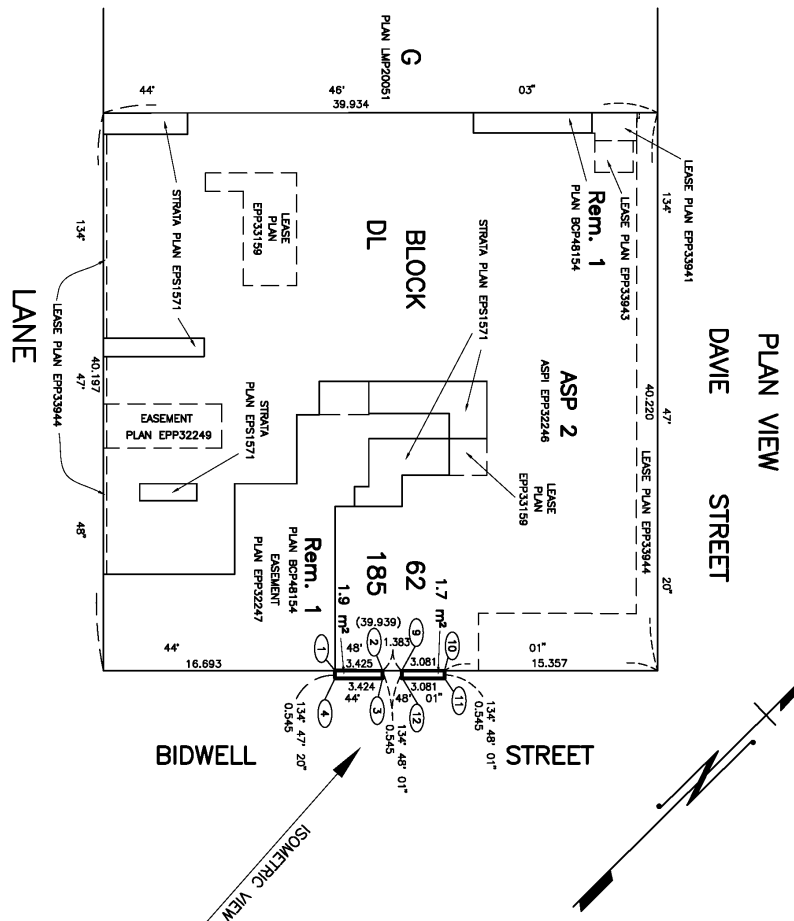 PLAN VIEW
DAVIE STREET
LANE
BIDWELL STREET
ISOMETRIC VIEW
G
PLAN LMP20051
44'
46'
03"
39.934
LEASE PLAN EPP33941
LEASE PLAN EPP33943
Rem. 1
PLAN BCP48154
134'
47'
20"
40.220
LEASE PLAN EPP33944
STRATA PLAN EPS1571
LEASE
PLAN
EPP33159
BLOCK
DL
STRATA PLAN EPS1571
ASP 2
ASPI EPP32246
134'
47'
48"
40.197
LEASE PLAN EPP33944
EASEMENT
PLAN EPP32249
STRATA
PLAN EPS1571
LEASE
PLAN
EPP33159
Rem. 1
PLAN BCP48154
EASEMENT
PLAN EPP32247
62
185
1.9 m²
1.7 m²
44'
48'
01"
16.693
3.425
(39.939)
1.383
3.081
15.357
1
2
9
10
4
3
12
11
3.424
3.081
44'
48'
01"
134' 47' 20"
0.545
134' 48' 01"
0.545
134' 48' 01"
0.545